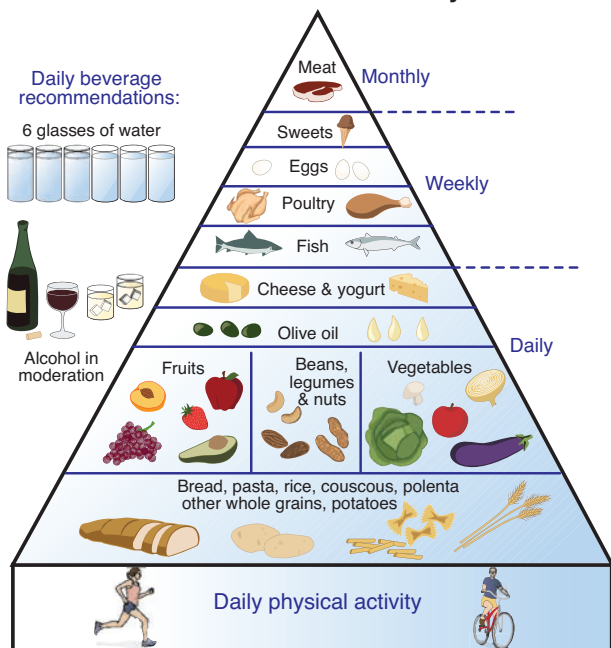 Daily beverage
recommendations:
6 glasses of water
Alcohol in
moderation
Meat
Monthly
Sweets
Eggs
Weekly
Poultry
Fish
Cheese & yogurt
Olive oil
Daily
Fruits
Beans,
legumes
& nuts
Vegetables
Bread, pasta, rice, couscous, polenta
other whole grains, potatoes
Daily physical activity